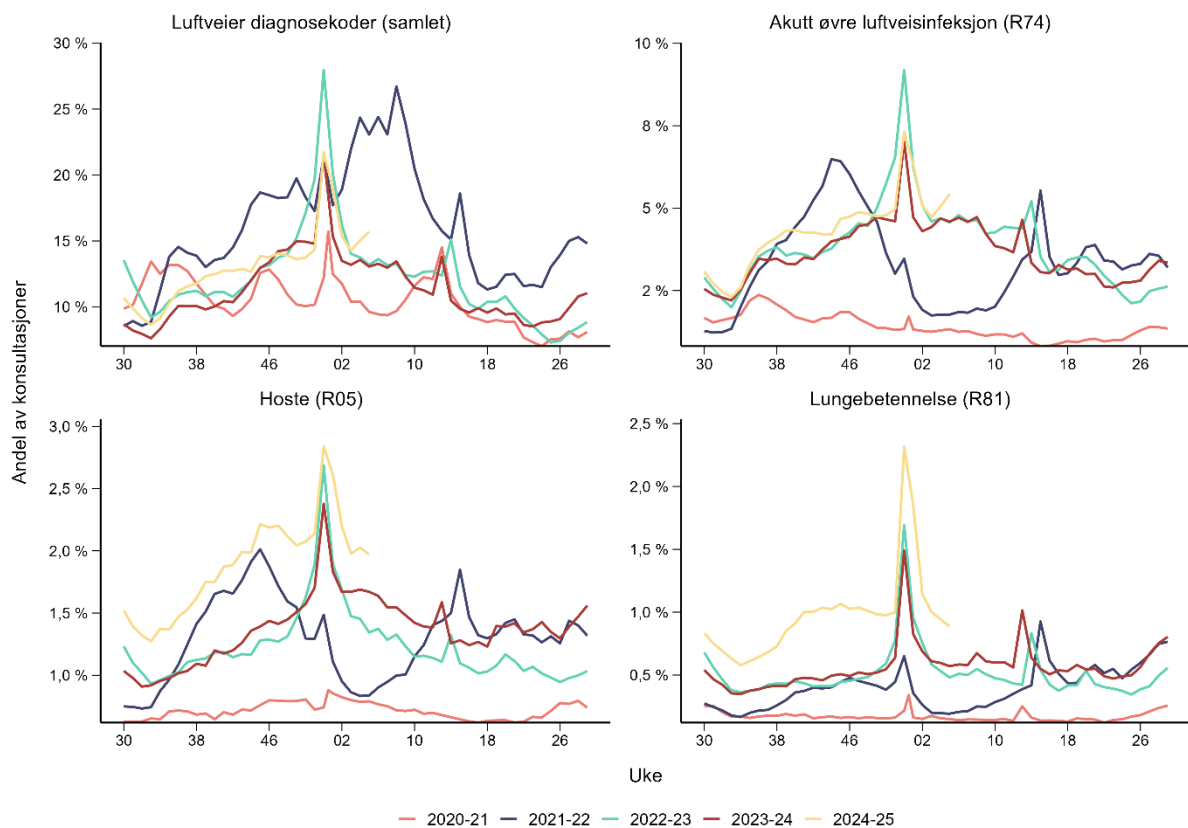 Luftveier diagnosekoder (samlet)
30 %
25 %
20 %
15 %
10 %
30 38 46 02 10 18 26
Akutt øvre luftveisinfeksjon (R74)
10 %
8 %
5 %
2 %
30 38 46 02 10 18 26
Andel av konsultasjoner
Hoste (R05)
3,0 %
2,5 %
2,0 %
1,5 %
1,0 %
30 38 46 02 10 18 26
Lungebetennelse (R81)
2,5 %
2,0 %
1,0 %
0,5 %
30 38 46 02 10 18 26
Uke
2020-21 2021-22 2022-23 2023-24 2024-25